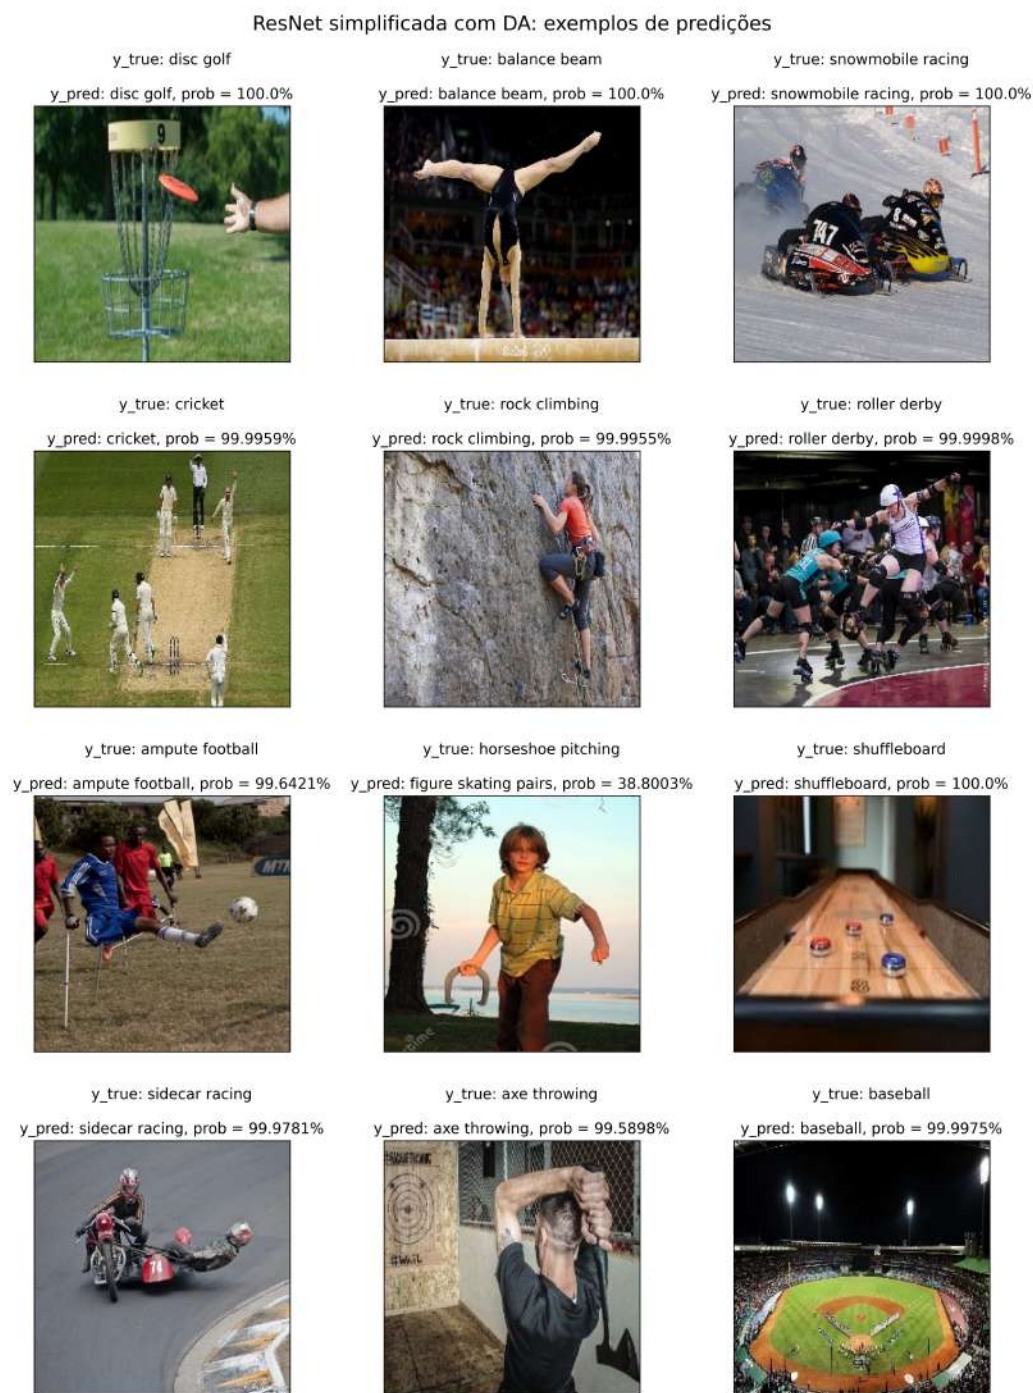 ResNet simplificada com DA: exemplos de predições
y_true: disc golf
y_pred: disc golf, prob = 100.0%
9
y_true: balance beam
y_pred: balance beam, prob = 100.0%
y_true: snowmobile racing
y_pred: snowmobile racing, prob = 100.0%
747
8
y_true: cricket
y_pred: cricket, prob = 99.9959%
y_true: rock climbing
y_pred: rock climbing, prob = 99.9955%
y_true: roller derby
y_pred: roller derby, prob = 99.9998%
y_true: ampute football
y_pred: ampute football, prob = 99.6421%
MTN
y_true: horseshoe pitching
y_pred: figure skating pairs, prob = 38.8003%
y_true: shuffleboard
y_pred: shuffleboard, prob = 100.0%
y_true: sidecar racing
y_pred: sidecar racing, prob = 99.9781%
74
y_true: axe throwing
y_pred: axe throwing, prob = 99.5898%
y_true: baseball
y_pred: baseball, prob = 99.9975%